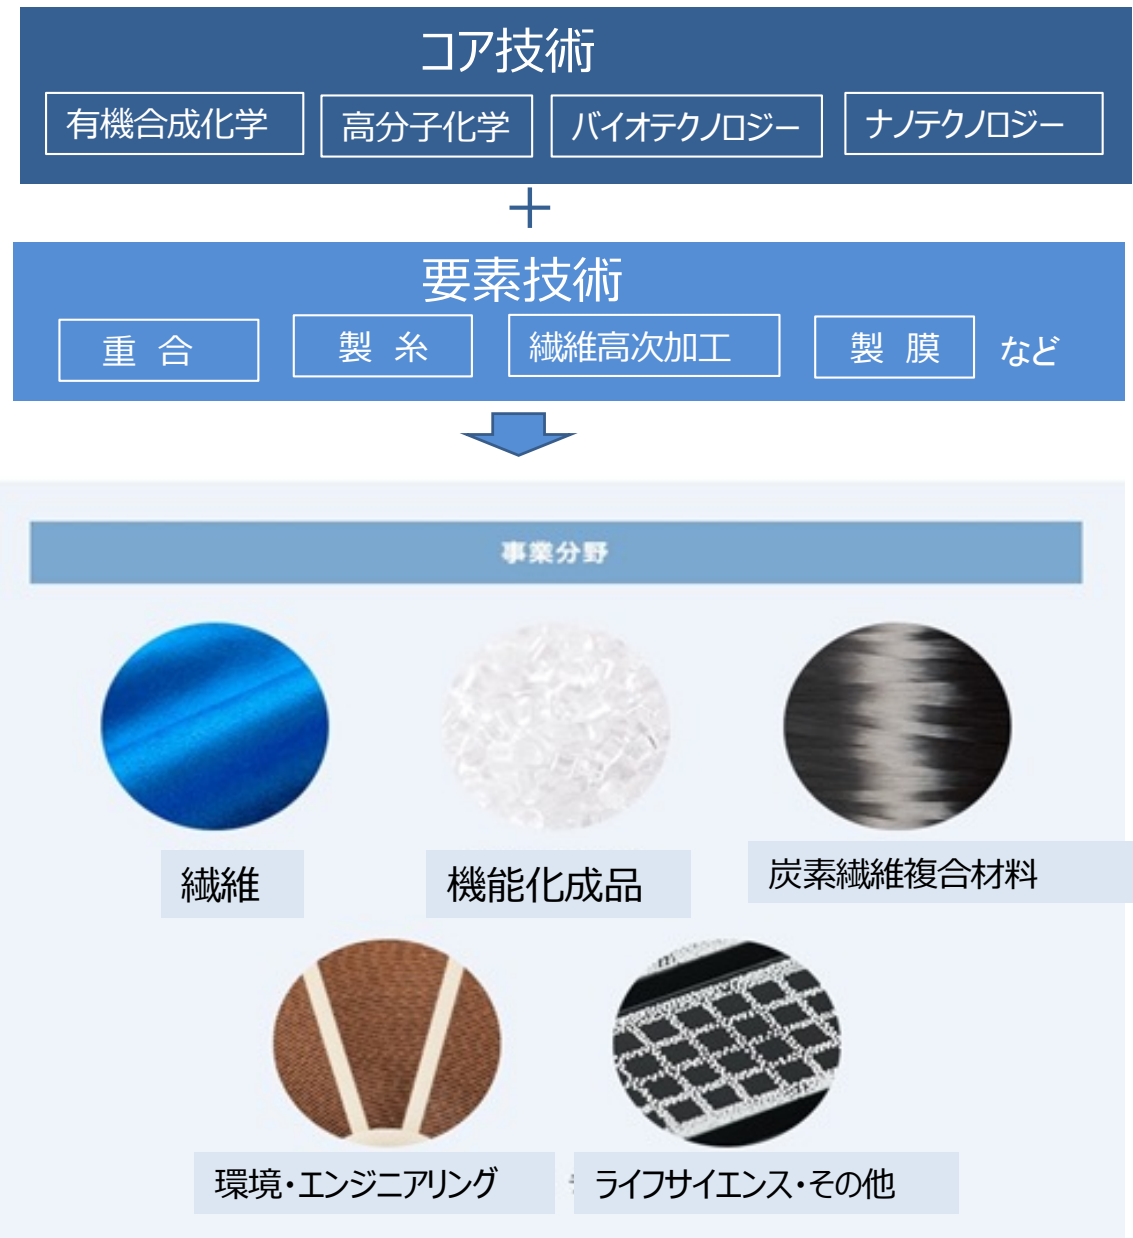 コア技術
有機合成化学 高分子化学 バイオテクノロジー ナノテクノロジー
+
要素技術
重 合 製 糸 繊維高次加工 製 膜 など
事業分野
繊維 機能化成品 炭素繊維複合材料
環境・エンジニアリング ライフサイエンス・その他